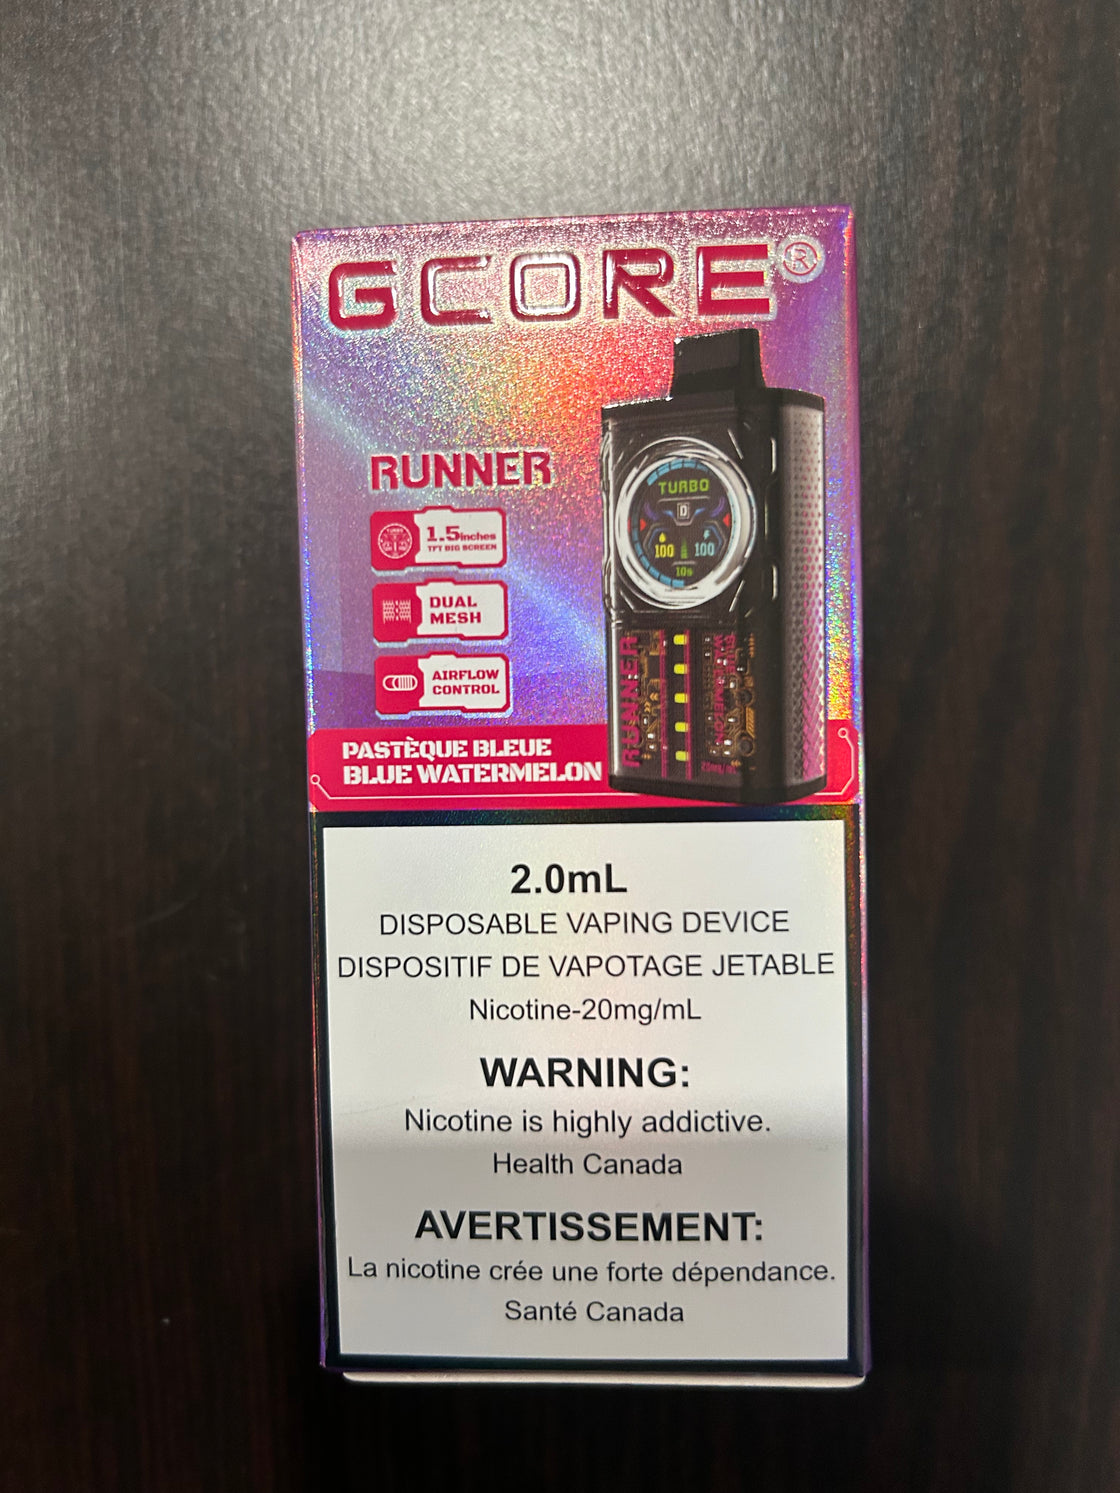 GCORE®
RUNNER
1.5inches
TFT BIG SCREEN
DUAL
MESH
AIRFLOW
CONTROL
TURBO
D
100 100
10s
RUNNER
PASTÈQUE BLEUE
BLUE WATERMELON
2.0mL
DISPOSABLE VAPING DEVICE
DISPOSITIF DE VAPOTAGE JETABLE
Nicotine-20mg/mL
WARNING:
Nicotine is highly addictive.
Health Canada
AVERTISSEMENT:
La nicotine crée une forte dépendance.
Santé Canada